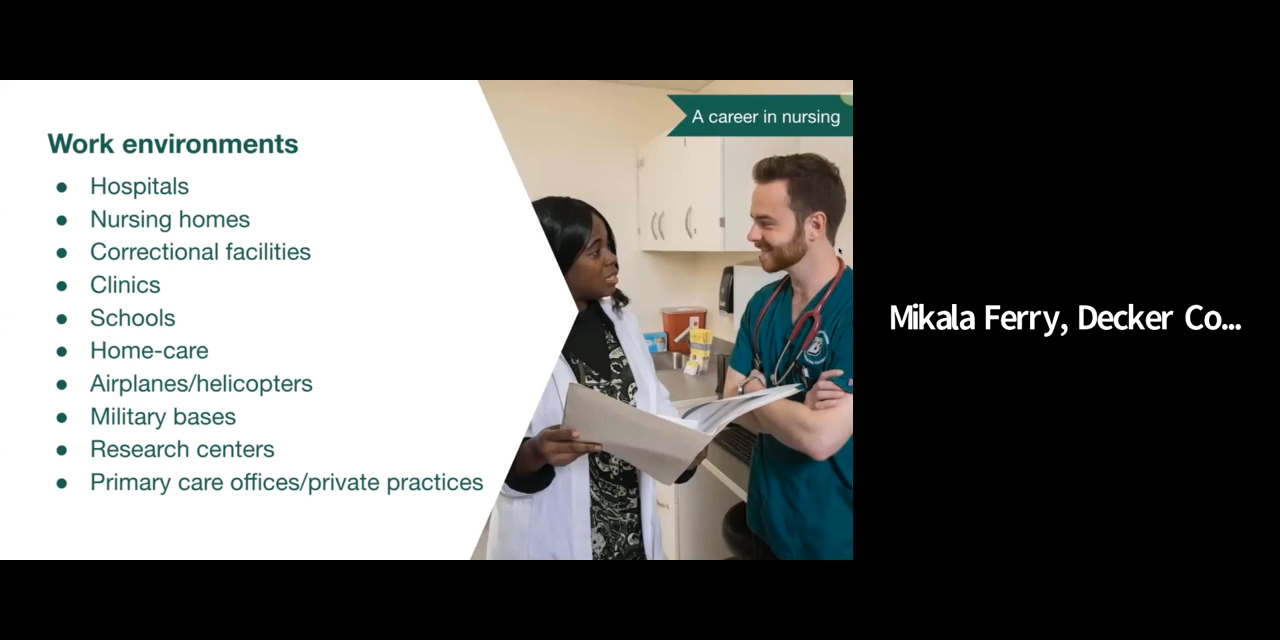 A career in nursing
Work environments
● Hospitals
● Nursing homes
● Correctional facilities
● Clinics
● Schools
● Home-care
● Airplanes/helicopters
● Military bases
● Research centers
● Primary care offices/private practices
Mikala Ferry, Decker Co...